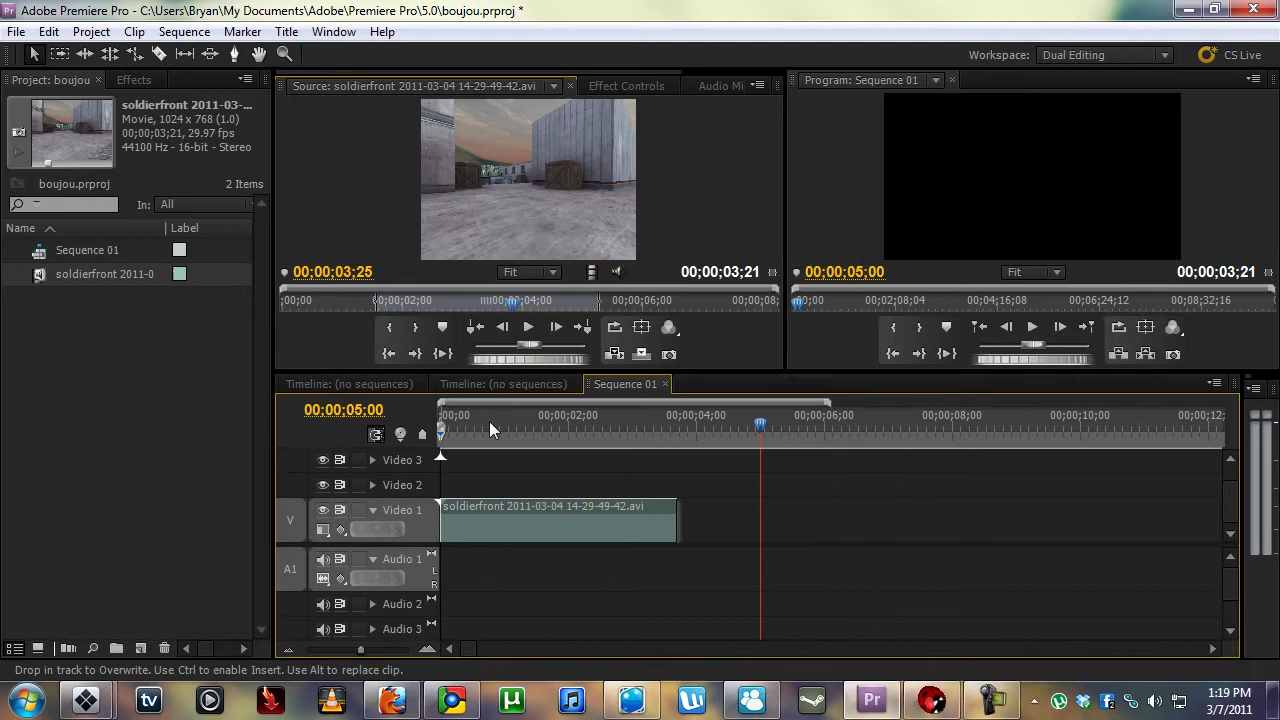 Adobe Premiere Pro - C:\Users\Bryan\My Documents\Adobe\Premiere Pro\5.0\boujou.prproj *
File Edit Project Clip Sequence Marker Title Window Help
Workspace: Dual Editing CS Live
Project: boujou × Effects
Source: soldierfront 2011-03-04 14-29-49-42.avi × Effect Controls Audio Mi
Program: Sequence 01 ×
soldierfront 2011-03-...
Movie, 1024 x 768 (1.0)
00;00;03;21, 29.97 fps
44100 Hz - 16-bit - Stereo
boujou.prproj 2 Items
In: All
Name Label
Sequence 01
soldierfront 2011-0
00;00;03;25 Fit 00;00;03;21
;00;00 00;00;02;00 00;00;04;00 00;00;06;00 00;00;08;
00;00;05;00 Fit 00;00;03;21
;00;00 00;02;08;04 00;04;16;08 00;06;24;12 00;08;32;16
Timeline: (no sequences) Timeline: (no sequences) Sequence 01 ×
00;00;05;00
;00;00 00;00;02;00 00;00;04;00 00;00;06;00 00;00;08;00 00;00;10;00 00;00;12;
Video 3
Video 2
V Video 1 soldierfront 2011-03-04 14-29-49-42.avi
A1 Audio 1
L
R
Audio 2
Audio 3
Drop in track to Overwrite. Use Ctrl to enable Insert. Use Alt to replace clip.
tv W Pr
1:19 PM
3/7/2011